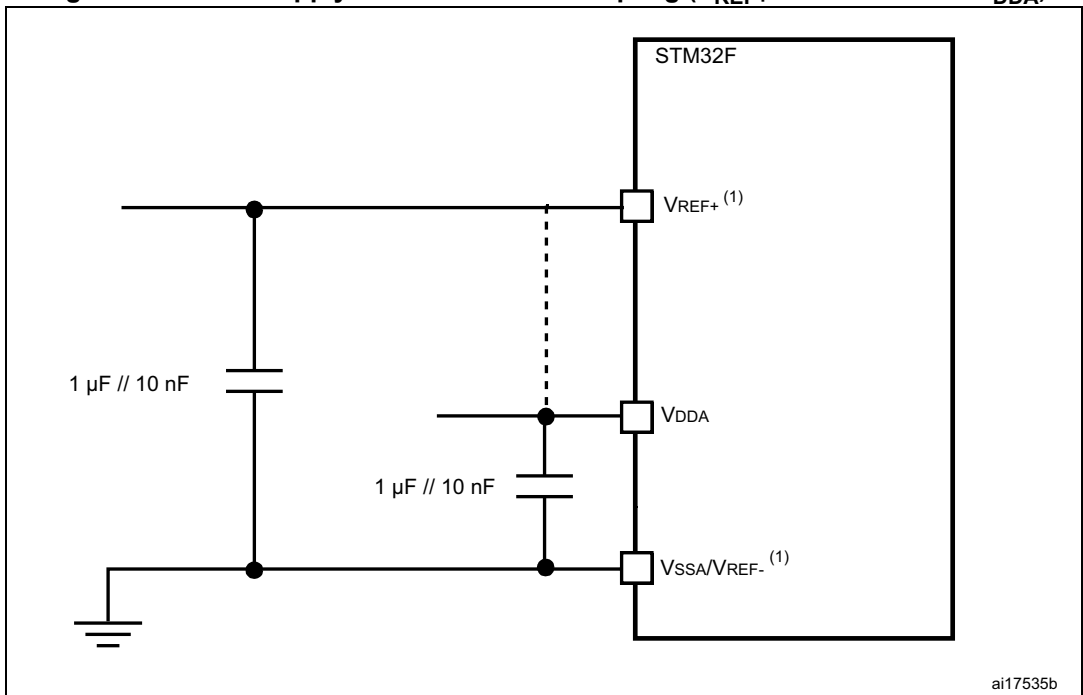 STM32F
VREF+ (1)
1 µF // 10 nF
VDDA
1 µF // 10 nF
VSSA/VREF- (1)
ai17535b